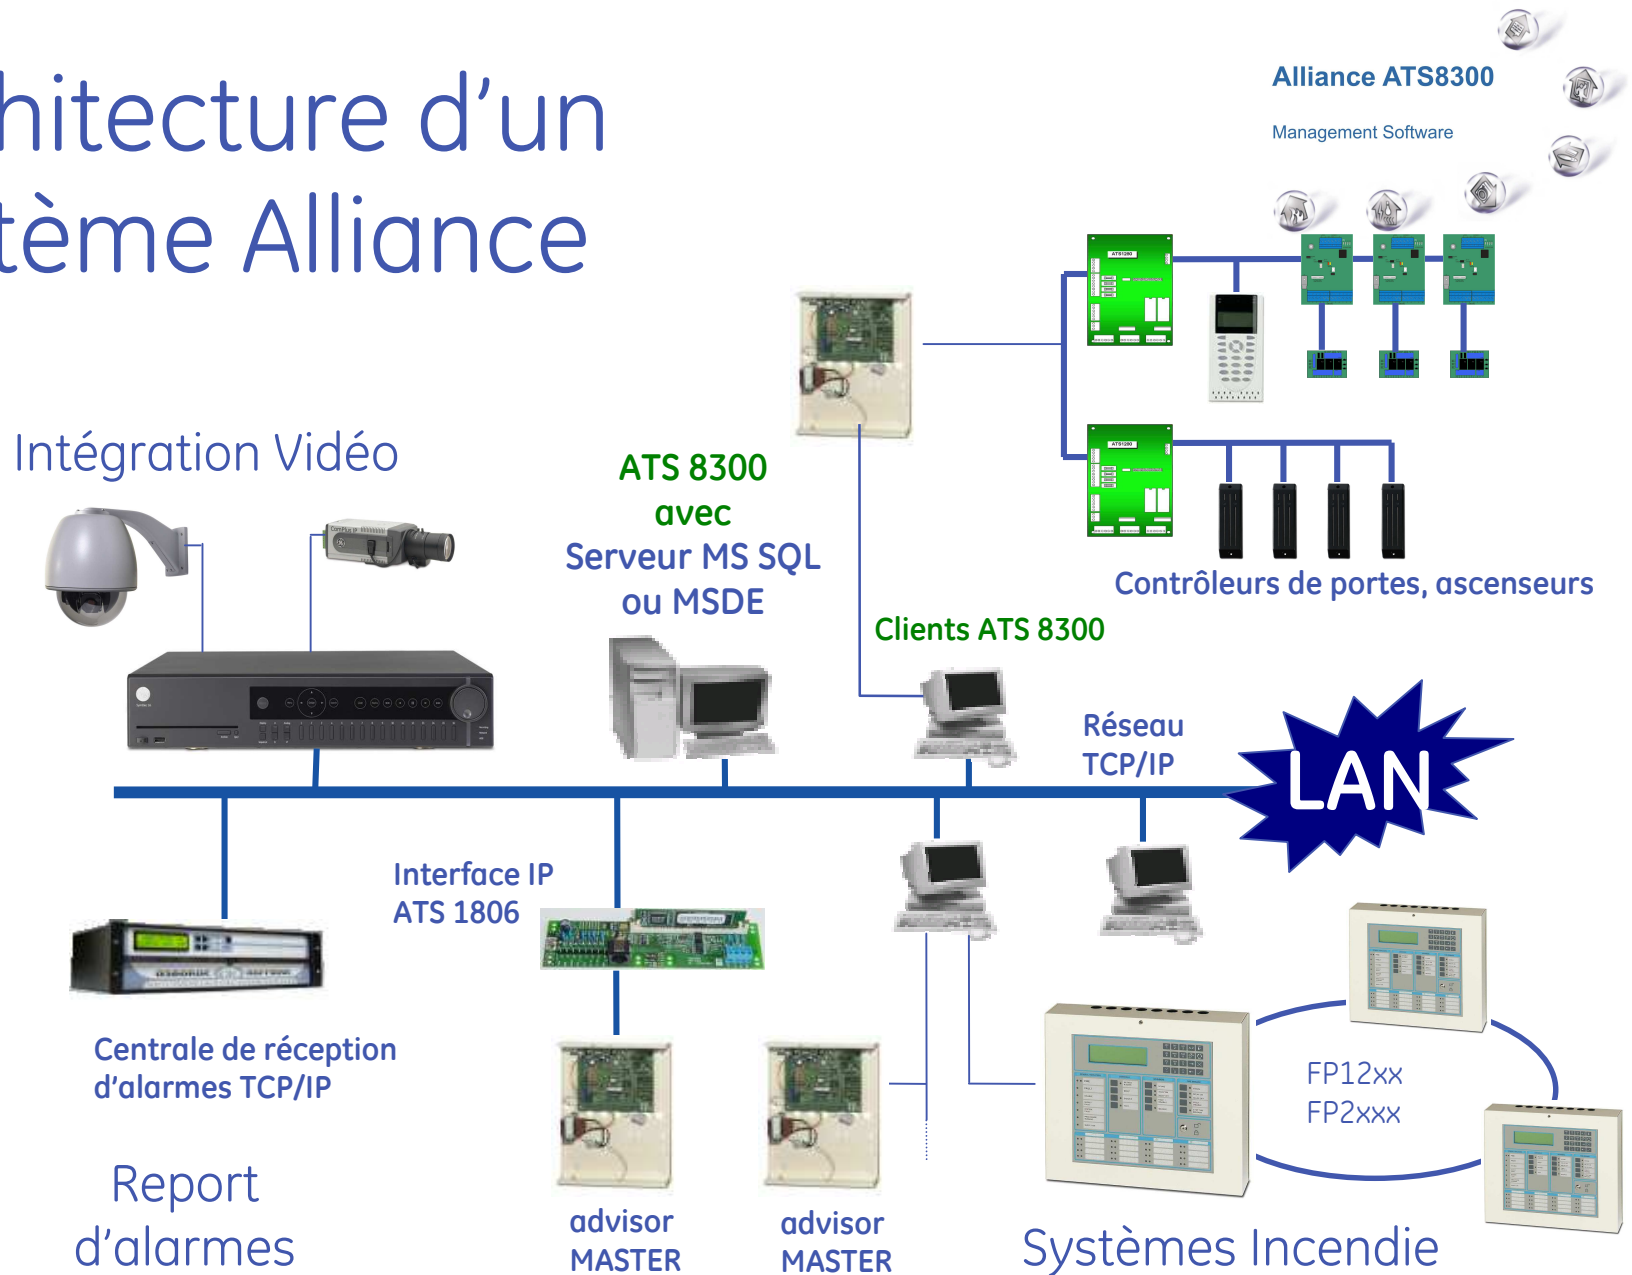 hitecture d'un
tème Alliance
Alliance ATS8300
Management Software
ATS1260
ATS1260
Intégration Vidéo
ATS 8300
avec
Serveur MS SQL
ou MSDE
Contrôleurs de portes, ascenseurs
Clients ATS 8300
Réseau
TCP/IP
LAN
Interface IP
ATS 1806
Centrale de réception
d'alarmes TCP/IP
FP12xx
FP2xxx
Report
d'alarmes
advisor
MASTER
advisor
MASTER
Systèmes Incendie